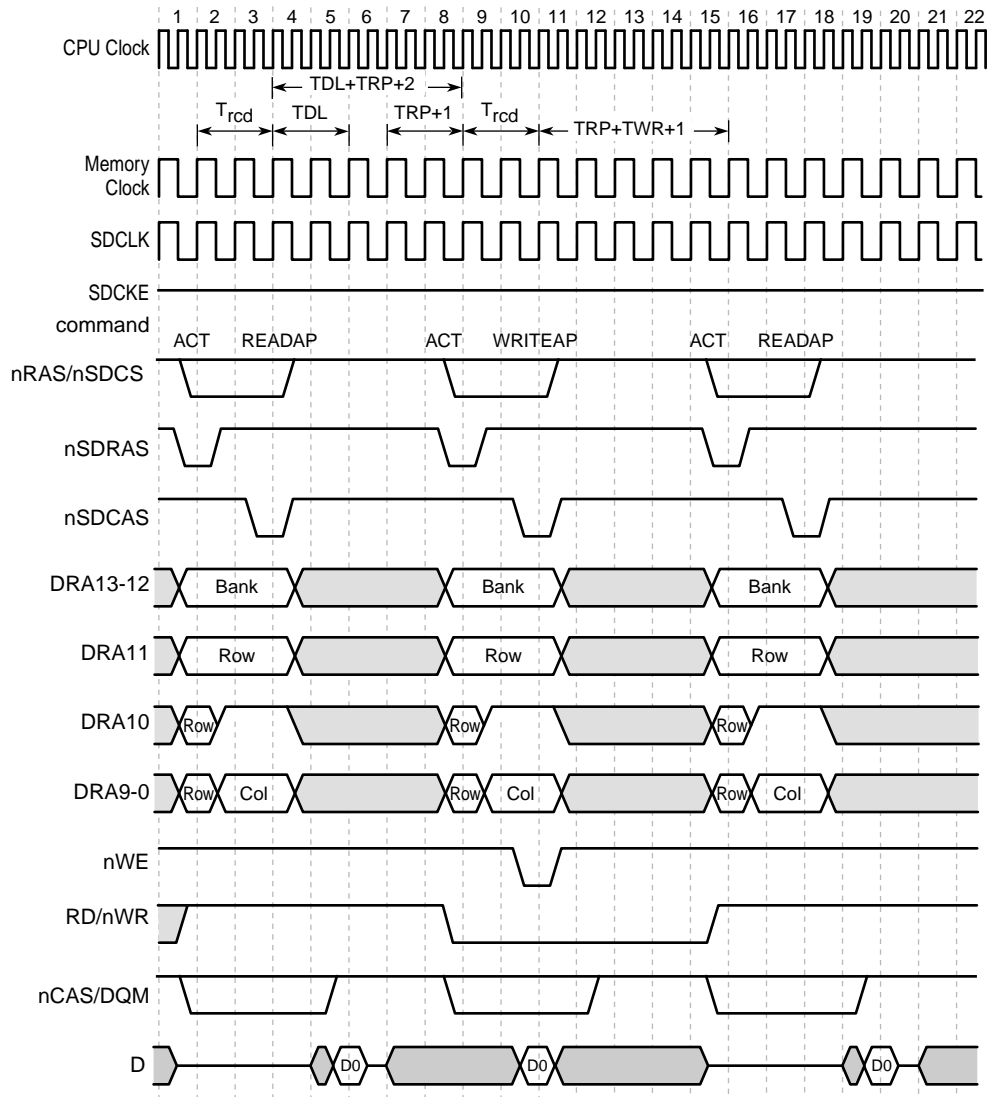 1 2 3 4 5 6 7 8 9 10 11 12 13 14 15 16 17 18 19 20 21 22
CPU Clock
TDL+TRP+2
Trcd TDL TRP+1 Trcd TRP+TWR+1
Memory
Clock
SDCLK
SDCKE
command
ACT READAP ACT WRITEAP ACT READAP
nRAS/nSDCS
nSDRAS
nSDCAS
DRA13-12 Bank Bank Bank
DRA11 Row Row Row
DRA10 Row Row Row
DRA9-0 Row Col Row Col Row Col
nWE
RD/nWR
nCAS/DQM
D D0 D0 D0